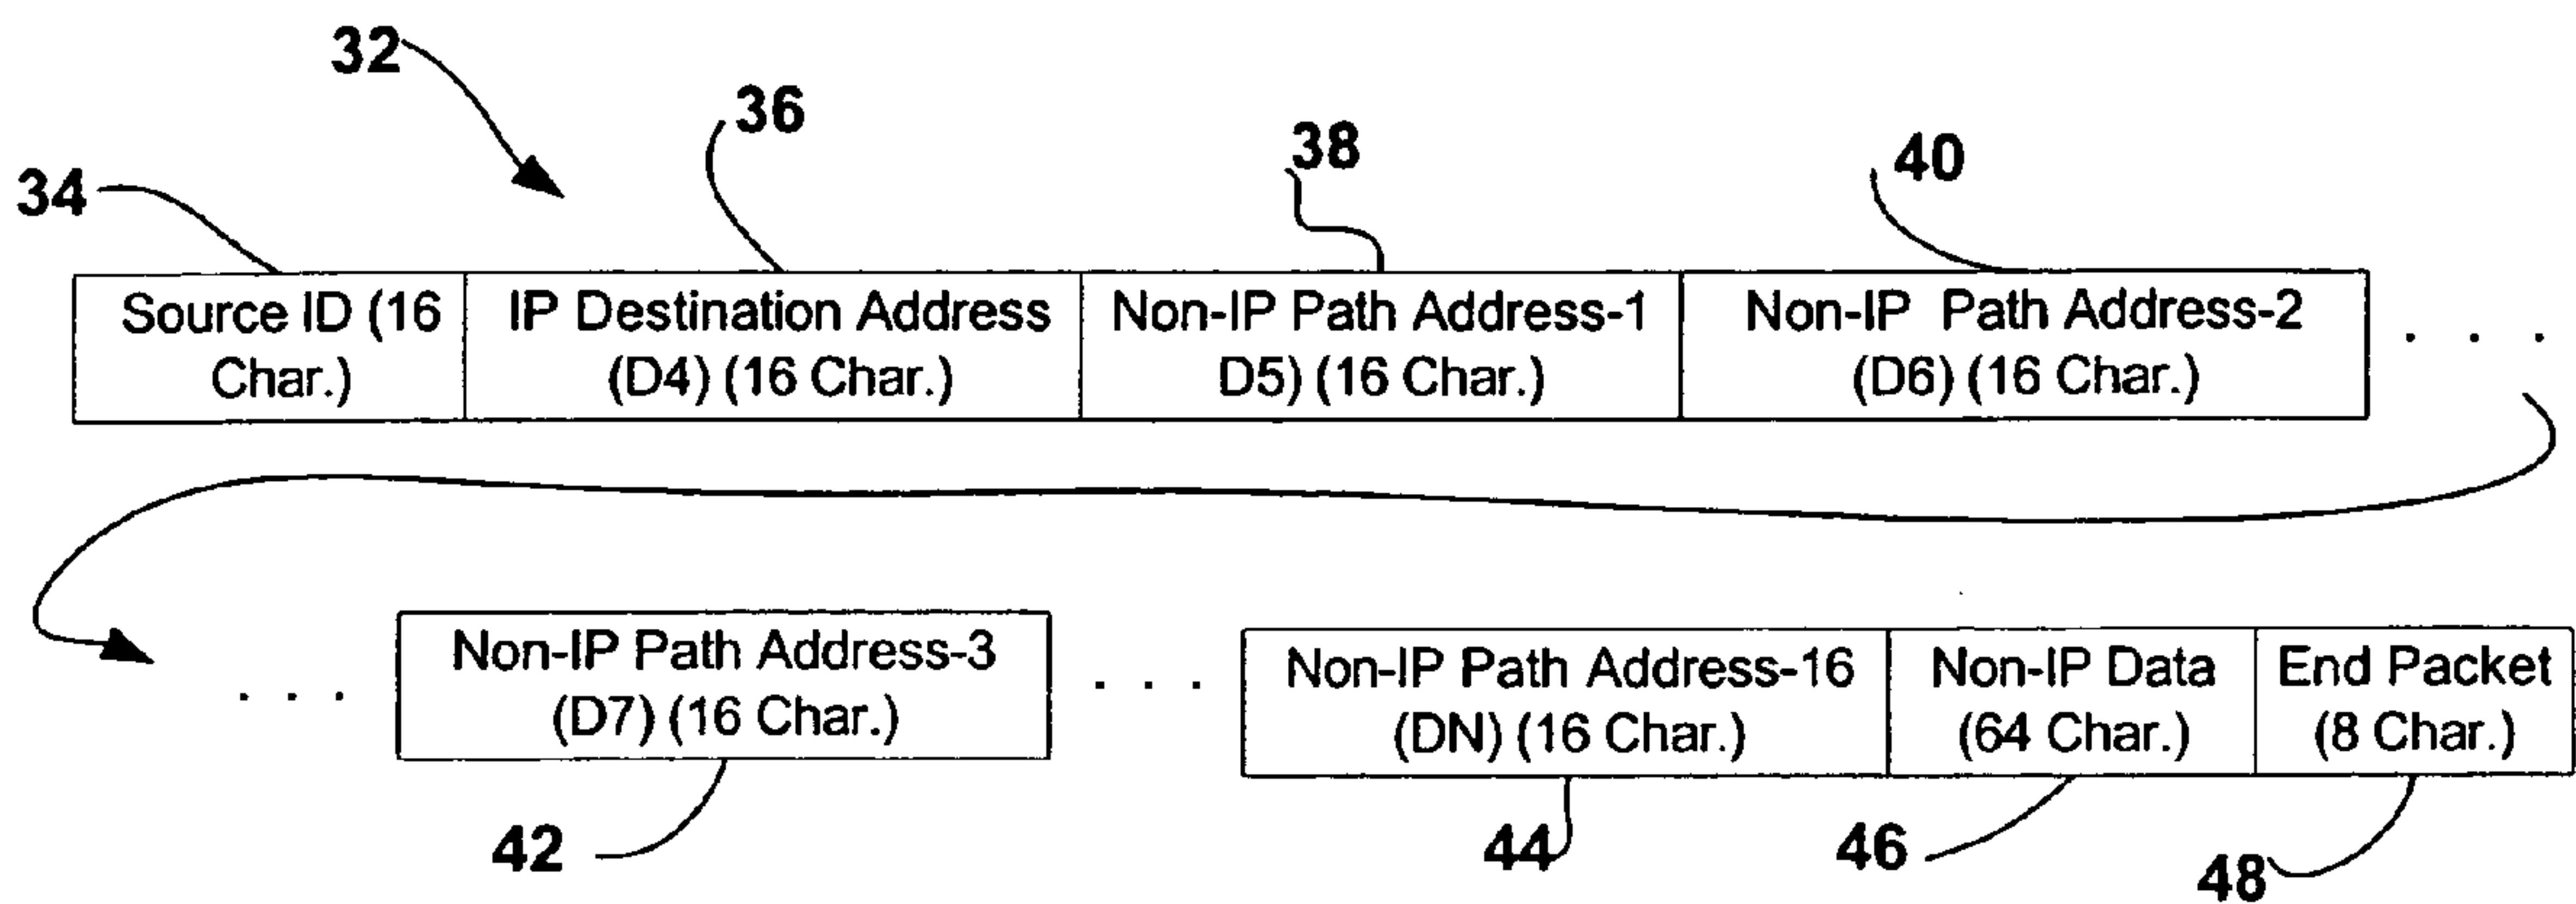 32
36
38
40
34
Source ID (16
Char.)
IP Destination Address
(D4) (16 Char.)
Non-IP Path Address-1
D5) (16 Char.)
Non-IP Path Address-2
(D6) (16 Char.)
. . .
. . .
Non-IP Path Address-3
(D7) (16 Char.)
. . .
Non-IP Path Address-16
(DN) (16 Char.)
Non-IP Data
(64 Char.)
End Packet
(8 Char.)
42
44
46
48